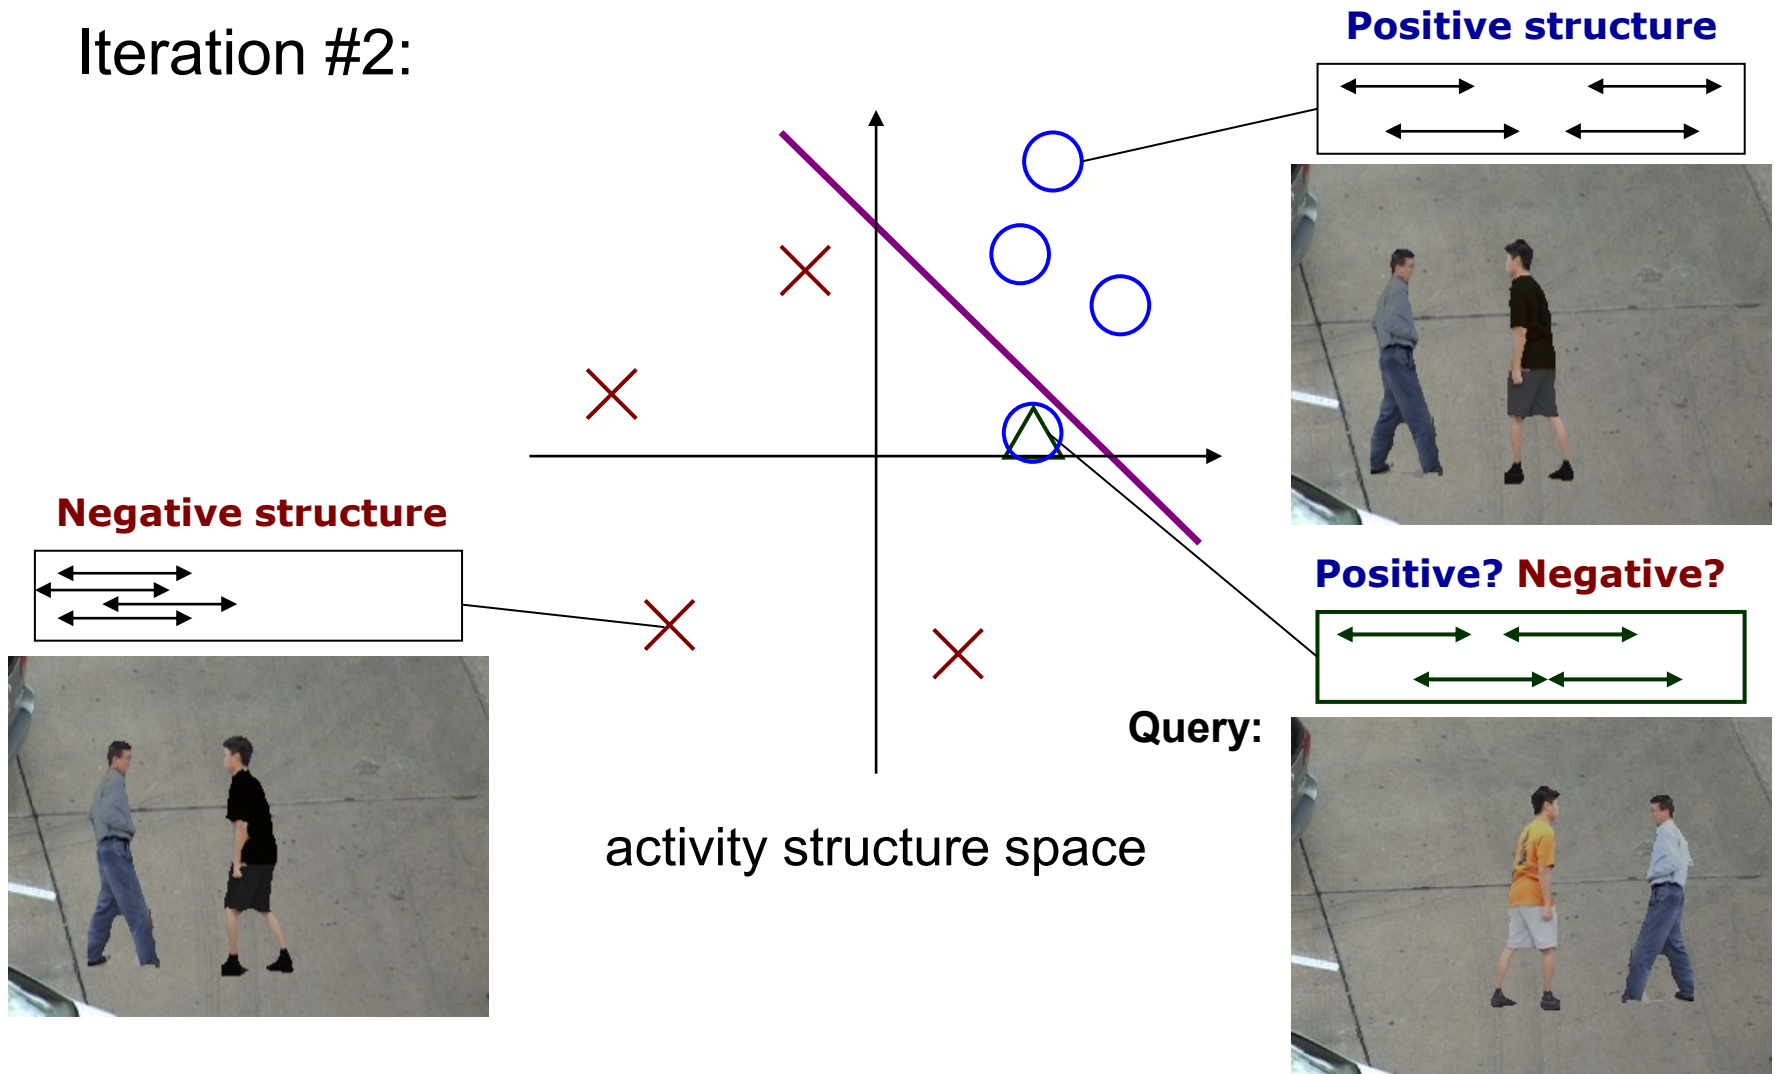 Iteration #2:
Positive structure
Negative structure
Positive? Negative?
Query:
activity structure space